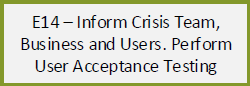 E14 – Inform Crisis Team,
Business and Users. Perform
User Acceptance Testing